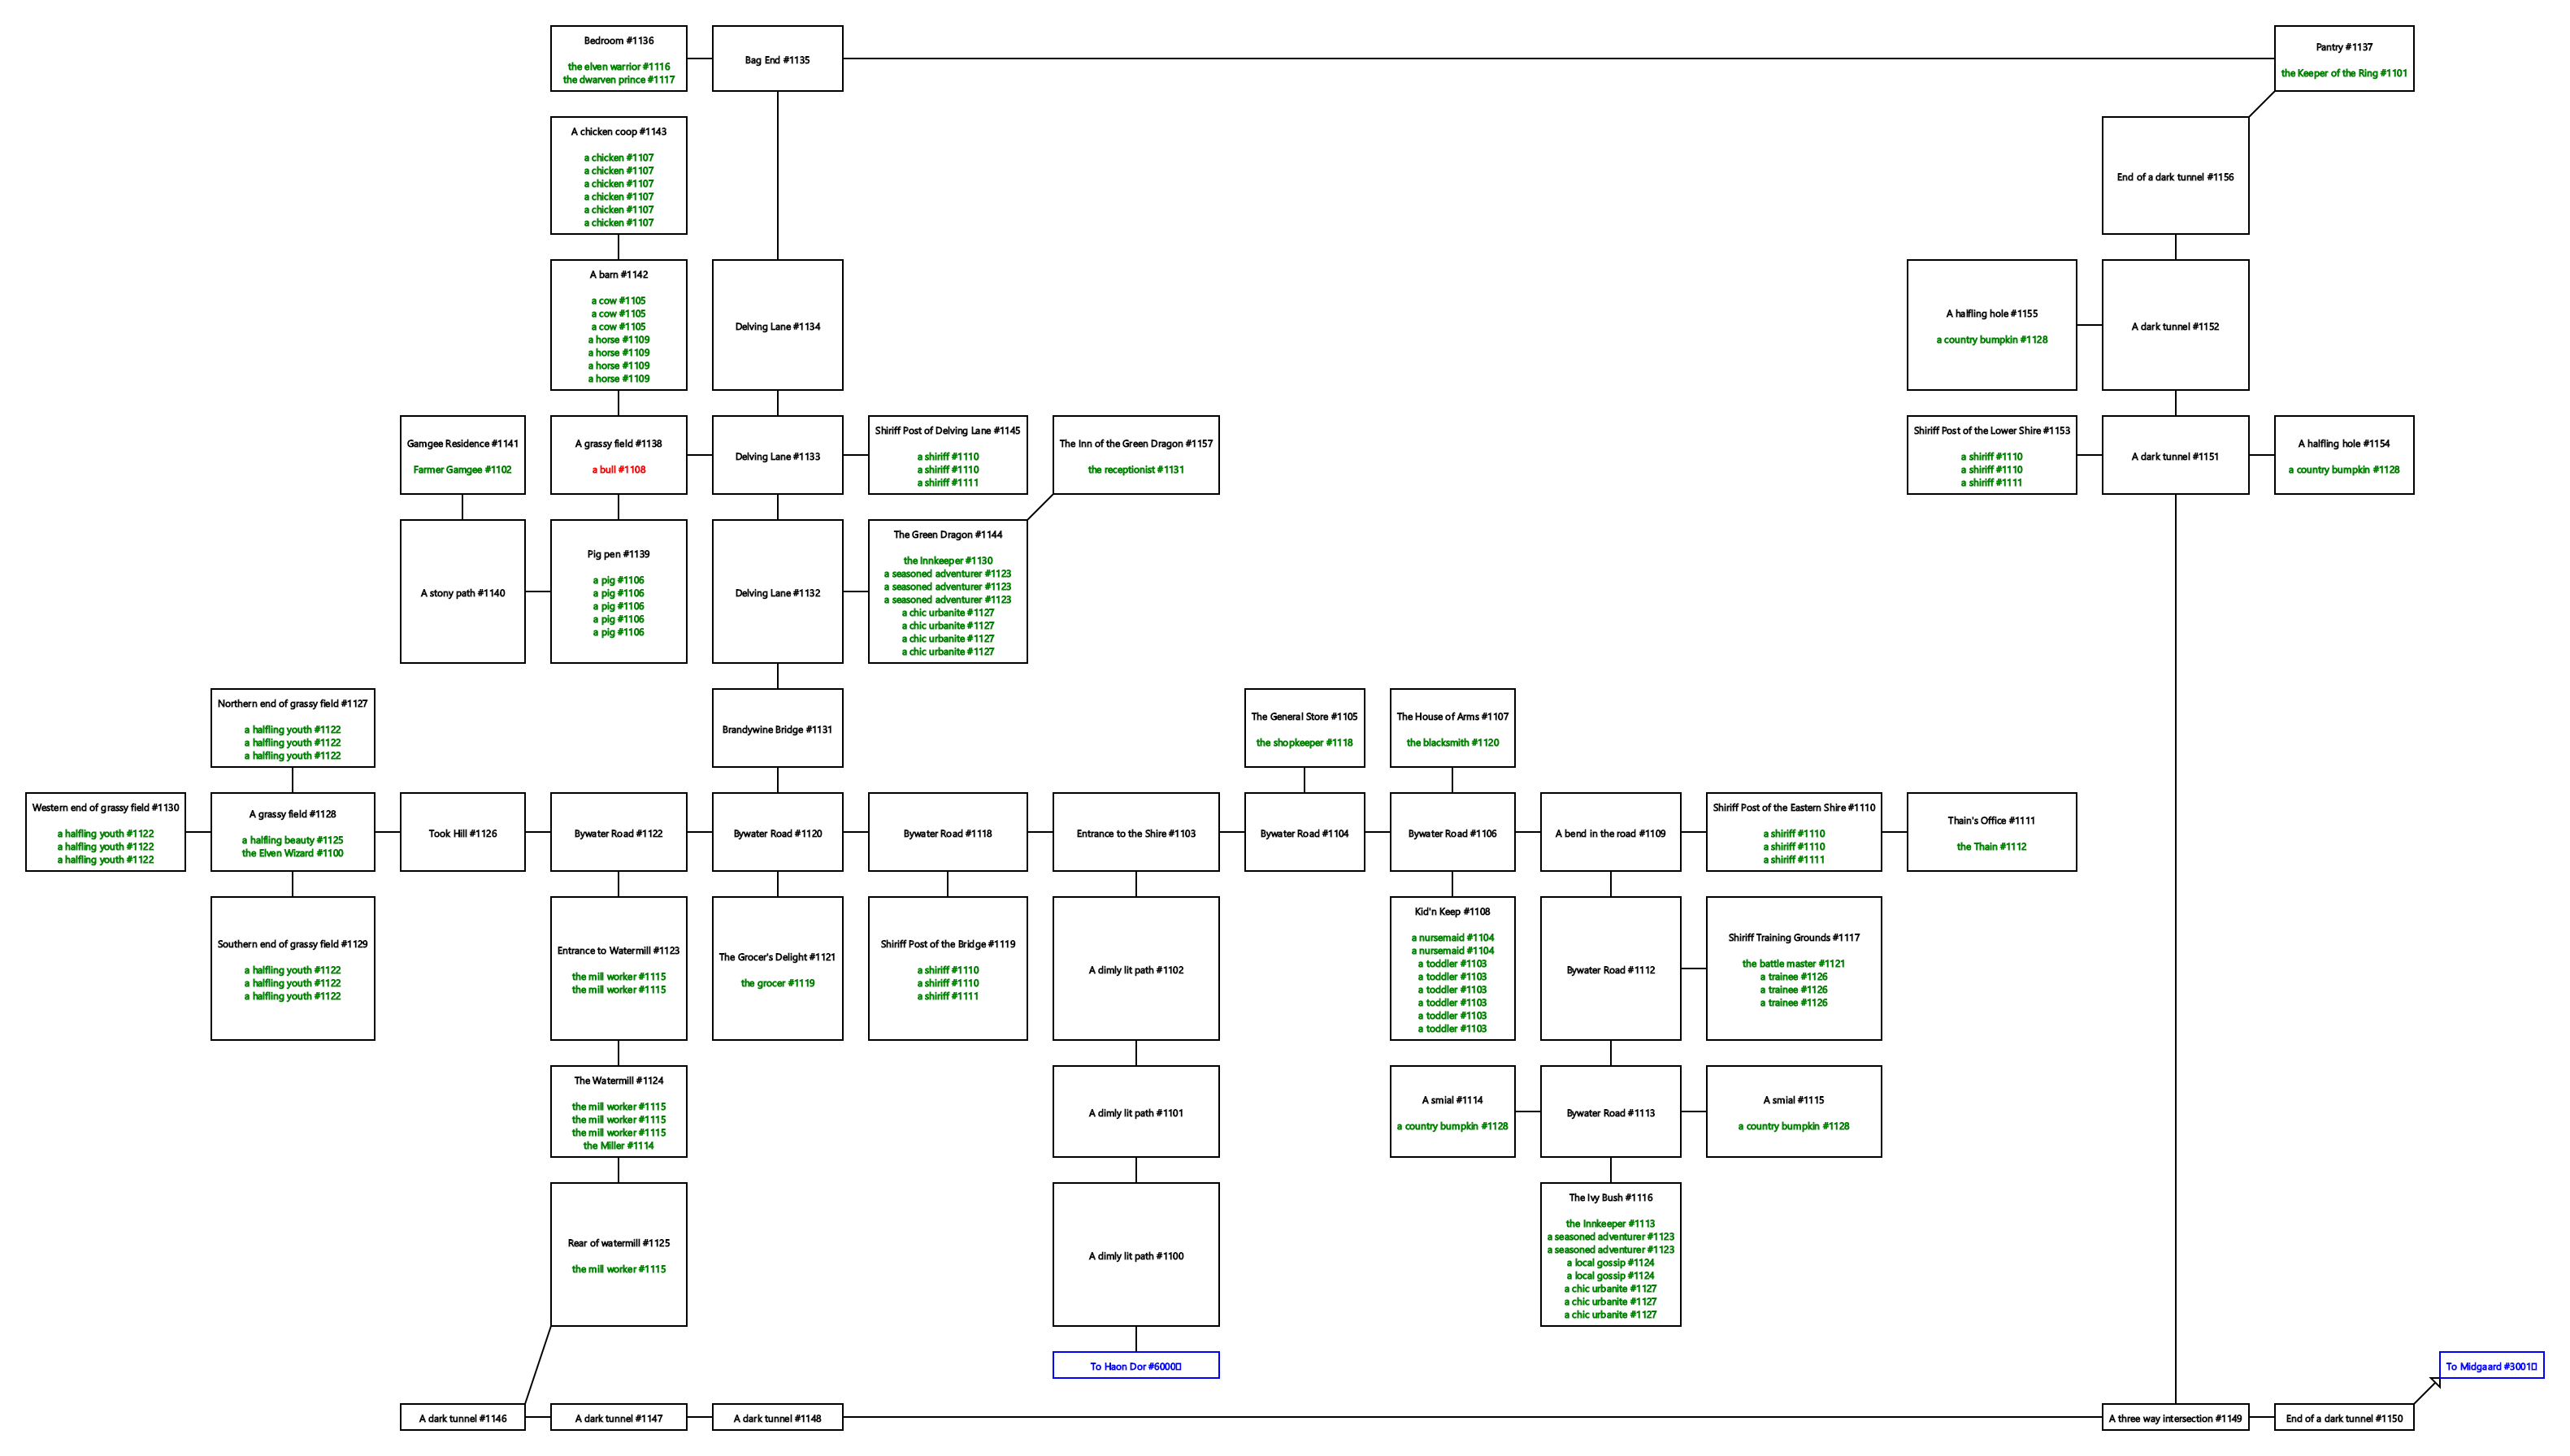 Bedroom #1136
the elven warrior #1116
the dwarven prince #1117
Bag End #1135
Pantry #1137
the Keeper of the Ring #1101
A chicken coop #1143
a chicken #1107
a chicken #1107
a chicken #1107
a chicken #1107
a chicken #1107
a chicken #1107
End of a dark tunnel #1156
A barn #1142
a cow #1105
a cow #1105
a cow #1105
a horse #1109
a horse #1109
a horse #1109
a horse #1109
Delving Lane #1134
A halfling hole #1155
a country bumpkin #1128
A dark tunnel #1152
Gamgee Residence #1141
Farmer Gamgee #1102
A grassy field #1138
a bull #1108
Delving Lane #1133
Shiriff Post of Delving Lane #1145
a shiriff #1110
a shiriff #1110
a shiriff #1111
The Inn of the Green Dragon #1157
the receptionist #1131
Shiriff Post of the Lower Shire #1153
a shiriff #1110
a shiriff #1110
a shiriff #1111
A dark tunnel #1151
A halfling hole #1154
a country bumpkin #1128
A stony path #1140
Pig pen #1139
a pig #1106
a pig #1106
a pig #1106
a pig #1106
a pig #1106
Delving Lane #1132
The Green Dragon #1144
the Innkeeper #1130
a seasoned adventurer #1123
a seasoned adventurer #1123
a seasoned adventurer #1123
a chic urbanite #1127
a chic urbanite #1127
a chic urbanite #1127
a chic urbanite #1127
Northern end of grassy field #1127
a halfling youth #1122
a halfling youth #1122
a halfling youth #1122
Brandywine Bridge #1131
The General Store #1105
the shopkeeper #1118
The House of Arms #1107
the blacksmith #1120
Western end of grassy field #1130
a halfling youth #1122
a halfling youth #1122
a halfling youth #1122
A grassy field #1128
a halfling beauty #1125
the Elven Wizard #1100
Took Hill #1126
Bywater Road #1122
Bywater Road #1120
Bywater Road #1118
Entrance to the Shire #1103
Bywater Road #1104
Bywater Road #1106
A bend in the road #1109
Shiriff Post of the Eastern Shire #1110
a shiriff #1110
a shiriff #1110
a shiriff #1111
Thain's Office #1111
the Thain #1112
Southern end of grassy field #1129
a halfling youth #1122
a halfling youth #1122
a halfling youth #1122
Entrance to Watermill #1123
the mill worker #1115
the mill worker #1115
The Grocer's Delight #1121
the grocer #1119
Shiriff Post of the Bridge #1119
a shiriff #1110
a shiriff #1110
a shiriff #1111
A dimly lit path #1102
Kid'n Keep #1108
a nursemaid #1104
a nursemaid #1104
a toddler #1103
a toddler #1103
a toddler #1103
a toddler #1103
a toddler #1103
a toddler #1103
Bywater Road #1112
Shiriff Training Grounds #1117
the battle master #1121
a trainee #1126
a trainee #1126
a trainee #1126
The Watermill #1124
the mill worker #1115
the mill worker #1115
the mill worker #1115
the Miller #1114
A dimly lit path #1101
A smial #1114
a country bumpkin #1128
Bywater Road #1113
A smial #1115
a country bumpkin #1128
Rear of watermill #1125
the mill worker #1115
A dimly lit path #1100
The Ivy Bush #1116
the Innkeeper #1113
a seasoned adventurer #1123
a seasoned adventurer #1123
a local gossip #1124
a local gossip #1124
a chic urbanite #1127
a chic urbanite #1127
a chic urbanite #1127
To Haon Dor #6000
To Midgaard #3001
A dark tunnel #1146
A dark tunnel #1147
A dark tunnel #1148
A three way intersection #1149
End of a dark tunnel #1150